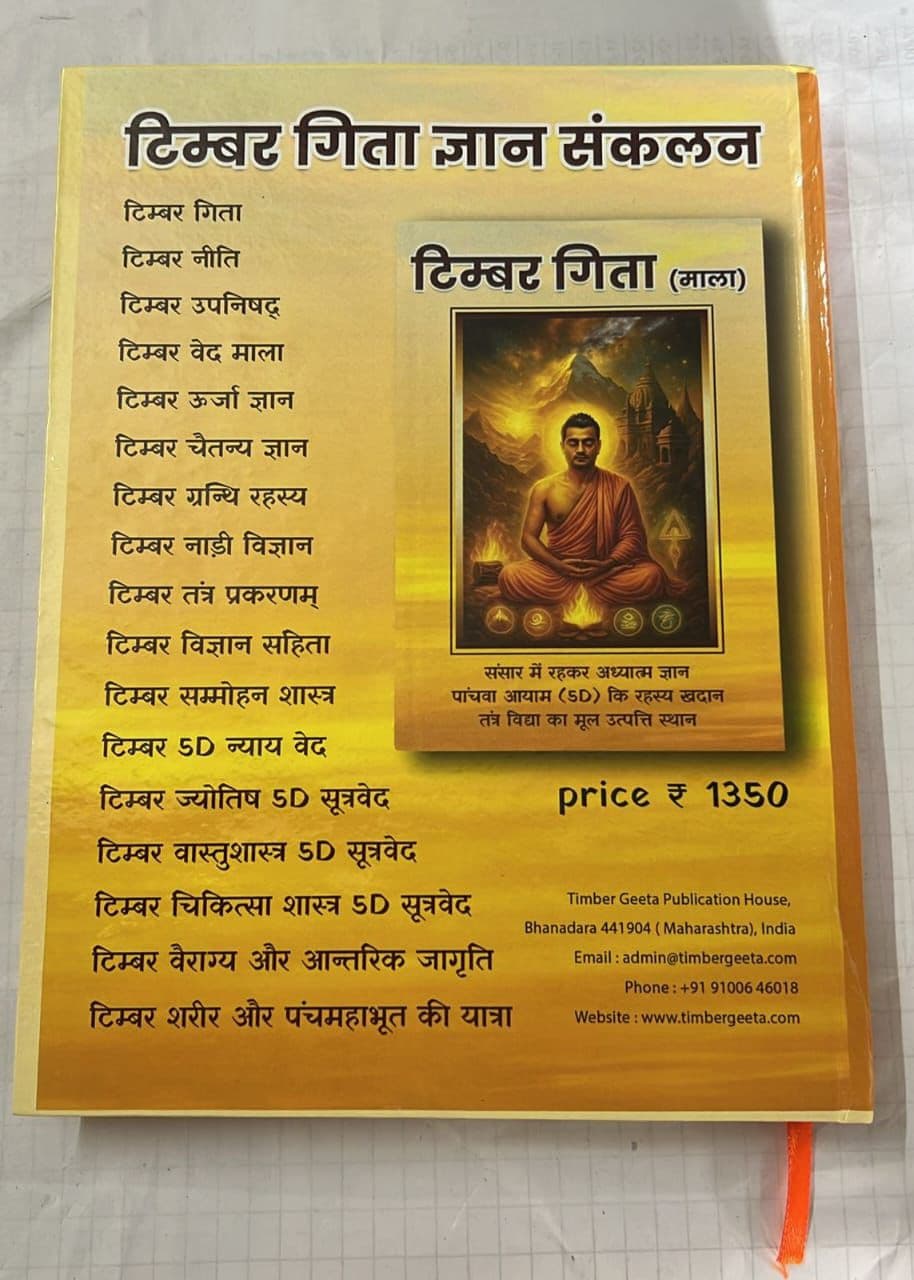 टिम्बर गिता ज्ञान संकलन
टिम्बर गिता
टिम्बर नीति
टिम्बर उपनिषद्
टिम्बर वेद माला
टिम्बर ऊर्जा ज्ञान
टिम्बर चैतन्य ज्ञान
टिम्बर ग्रन्थि रहस्य
टिम्बर नाड़ी विज्ञान
टिम्बर तंत्र प्रकरणम्
टिम्बर विज्ञान सहिता
टिम्बर सम्मोहन शास्त्र
टिम्बर 5D न्याय वेद
टिम्बर ज्योतिष 5D सूत्रवेद
टिम्बर वास्तुशास्त्र 5D सूत्रवेद
टिम्बर चिकित्सा शास्त्र 5D सूत्रवेद
टिम्बर वैराग्य और आन्तरिक जागृति
टिम्बर शरीर और पंचमहाभूत की यात्रा
टिम्बर गिता (माला)
संसार में रहकर अध्यात्म ज्ञान
पांचवा आयाम (5D) कि रहस्य खदान
तंत्र विद्या का मूल उत्पत्ति स्थान
price ₹ 1350
Timber Geeta Publication House,
Bhanadara 441904 ( Maharashtra), India
Email : admin@timbergeeta.com
Phone : +91 91006 46018
Website : www.timbergeeta.com